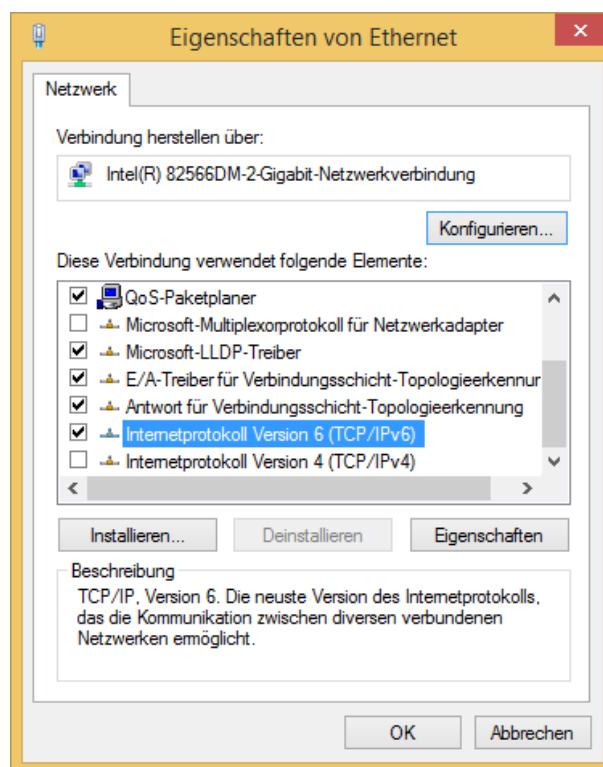 Eigenschaften von Ethernet
Netzwerk
Verbindung herstellen über:
Intel(R) 82566DM-2-Gigabit-Netzwerkverbindung
Konfigurieren...
Diese Verbindung verwendet folgende Elemente:
QoS-Paketplaner
Microsoft-Multiplexorprotokoll für Netzwerkadapter
Microsoft-LLDP-Treiber
E/A-Treiber für Verbindungsschicht-Topologieerkennur
Antwort für Verbindungsschicht-Topologieerkennung
Internetprotokoll Version 6 (TCP/IPv6)
Internetprotokoll Version 4 (TCP/IPv4)
Installieren... Deinstallieren Eigenschaften
Beschreibung
TCP/IP, Version 6. Die neuste Version des Internetprotokolls,
das die Kommunikation zwischen diversen verbundenen
Netzwerken ermöglicht.
OK Abbrechen